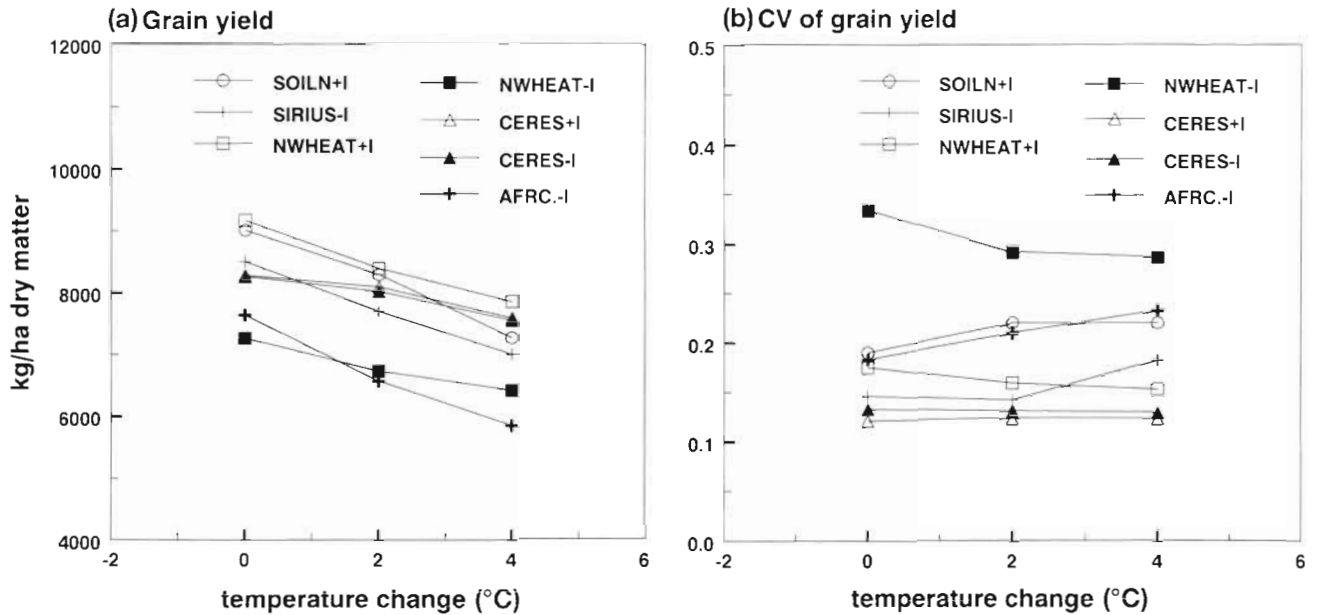 (a) Grain yield
12000
10000
8000
6000
4000
kg/ha dry matter
SOILN+I
SIRIUS-I
NWHEAT+I
NWHEAT-I
CERES+I
CERES-I
AFRC.-I
-2
0
2
4
6
temperature change (°C)
(b) CV of grain yield
0.5
0.4
0.3
0.2
0.1
0.0
SOILN+I
SIRIUS-I
NWHEAT+I
NWHEAT-I
CERES+I
CERES-I
AFRC.-I
-2
0
2
4
6
temperature change (°C)